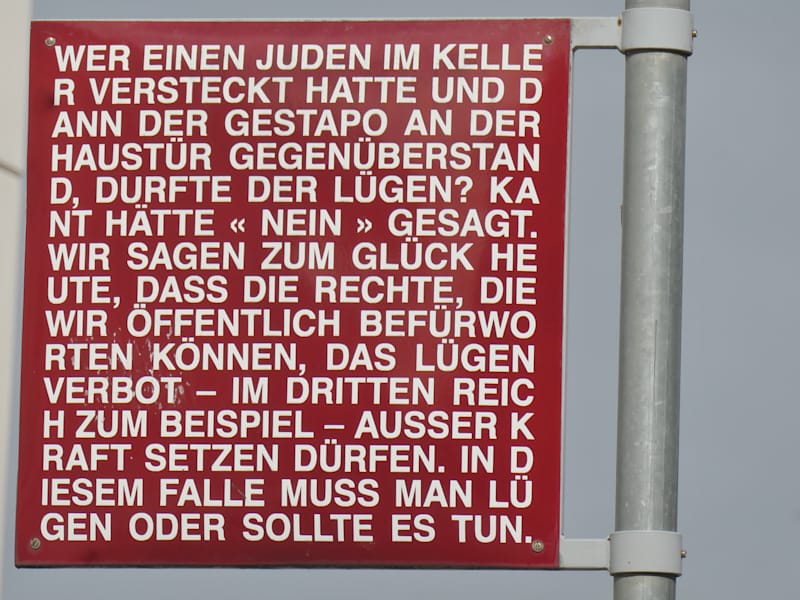 WER EINEN JUDEN IM KELLE
R VERSTECKT HATTE UND D
ANN DER GESTAPO AN DER
HAUSTÜR GEGENÜBERSTAN
D, DURFTE DER LÜGEN? KA
NT HÄTTE « NEIN » GESAGT.
WIR SAGEN ZUM GLÜCK HE
UTE, DASS DIE RECHTE, DIE
WIR ÖFFENTLICH BEFÜRWO
RTEN KÖNNEN, DAS LÜGEN
VERBOT – IM DRITTEN REIC
H ZUM BEISPIEL – AUSSER K
RAFT SETZEN DÜRFEN. IN D
IESEM FALLE MUSS MAN LÜ
GEN ODER SOLLTE ES TUN.